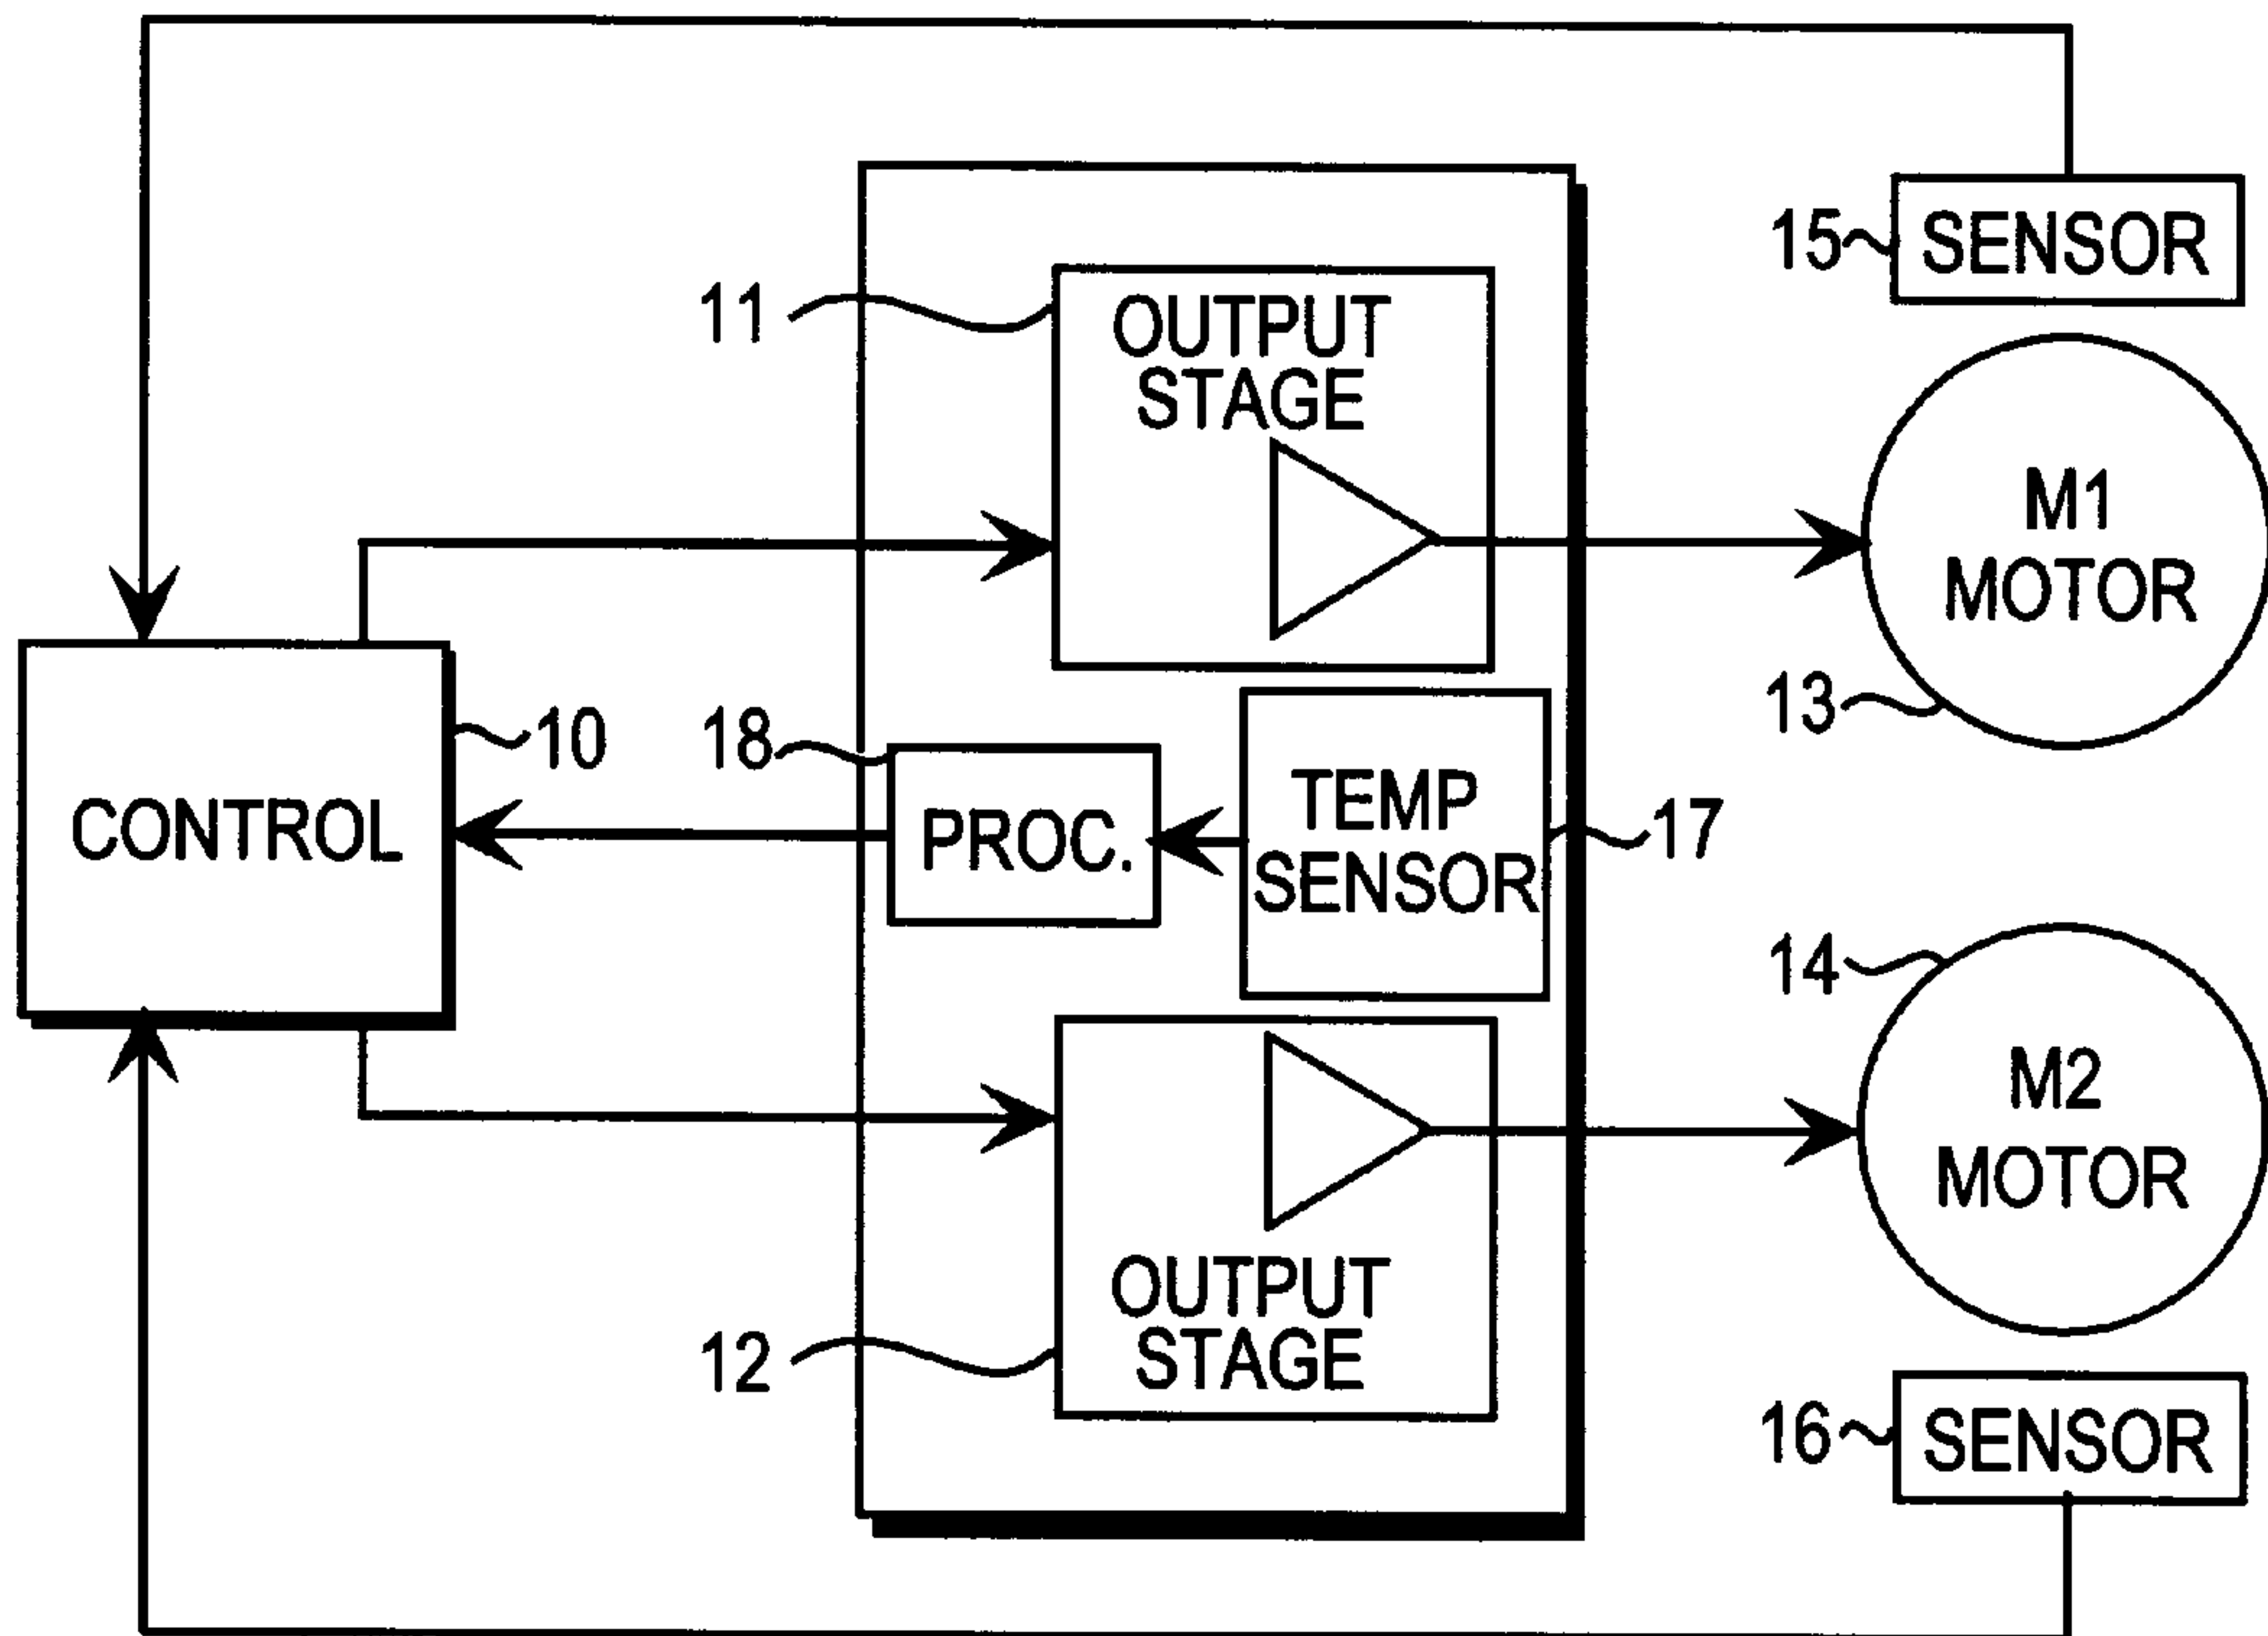 15
SENSOR
11
OUTPUT
STAGE
M1
MOTOR
13
10
18
CONTROL
PROC.
TEMP
SENSOR
17
14
M2
MOTOR
12
OUTPUT
STAGE
16
SENSOR